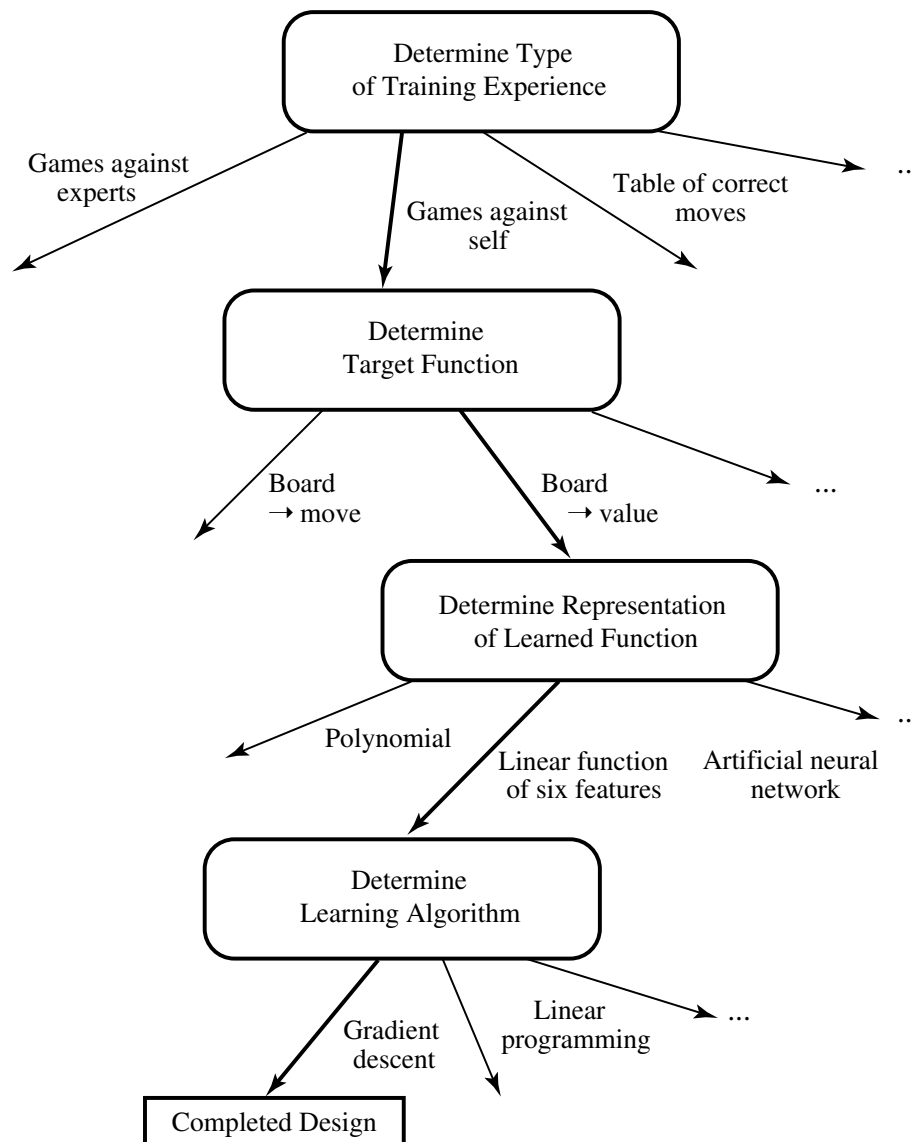 Determine Type
of Training Experience
Games against
experts
Games against
self
Table of correct
moves
..
Determine
Target Function
Board
→ move
Board
→ value
...
Determine Representation
of Learned Function
Polynomial
Linear function
of six features
Artificial neural
network
..
Determine
Learning Algorithm
Gradient
descent
Linear
programming
...
Completed Design